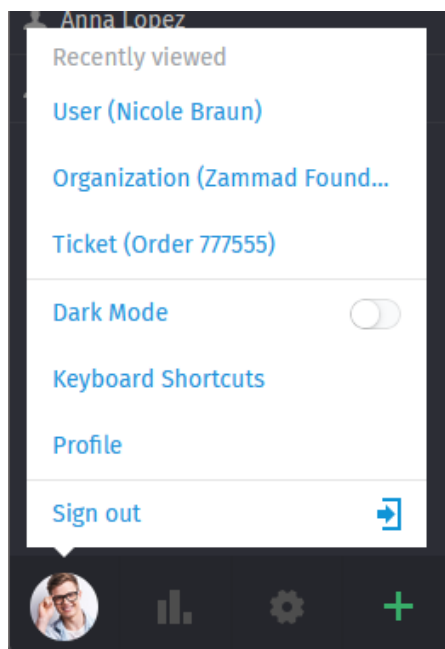 Anna Lopez
Recently viewed
User (Nicole Braun)
Organization (Zammad Found...
Ticket (Order 777555)
Dark Mode
Keyboard Shortcuts
Profile
Sign out